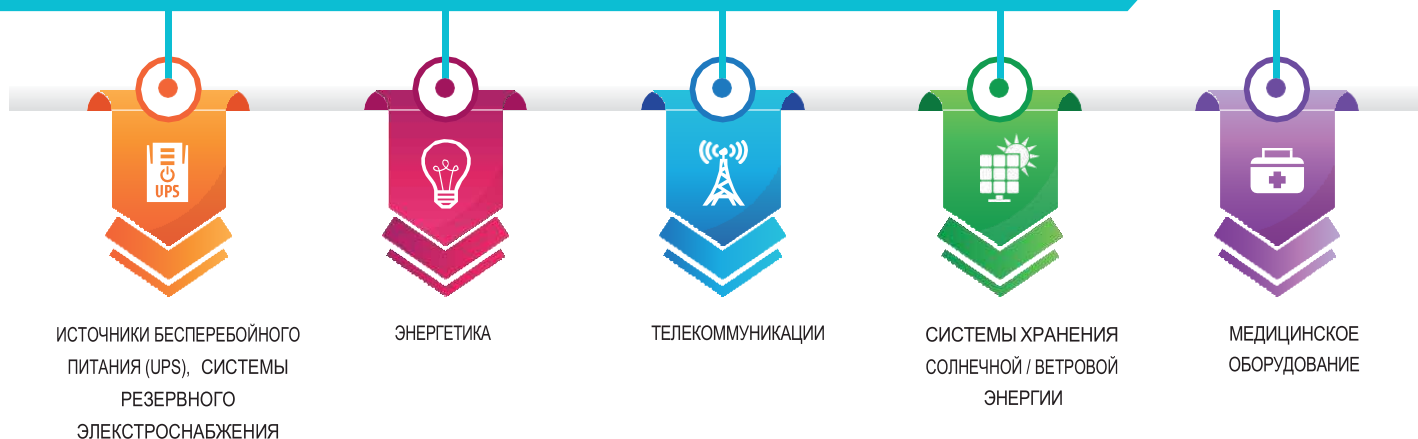 UPS
ИСТОЧНИКИ БЕСПЕРЕБОЙНОГО
ПИТАНИЯ (UPS), СИСТЕМЫ
РЕЗЕРВНОГО
ЭЛЕКСТРОСНАБЖЕНИЯ
ЭНЕРГЕТИКА
ТЕЛЕКОММУНИКАЦИИ
СИСТЕМЫ ХРАНЕНИЯ
СОЛНЕЧНОЙ / ВЕТРОВОЙ
ЭНЕРГИИ
МЕДИЦИНСКОЕ
ОБОРУДОВАНИЕ